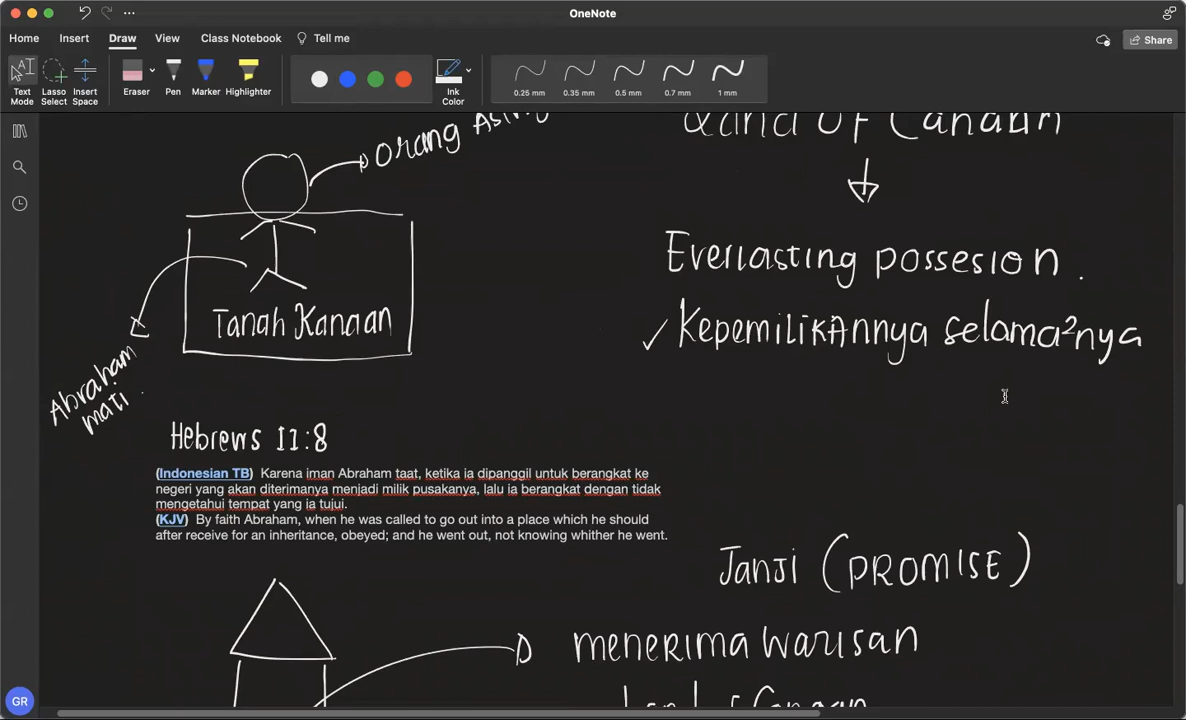 OneNote
Home Insert Draw View Class Notebook Tell me
Share
Text Mode
Lasso Select
Insert Space
Eraser
Pen
Marker
Highlighter
Ink Color
0.25 mm 0.35 mm 0.5 mm 0.7 mm 1 mm
orang Asing
Land Of Canaan
Everlasting possesion .
✓ KepemilikAnnya selama²nya
Tanah Kanaan
Abraham
mati
Hebrews 11:8
(Indonesian TB) Karena iman Abraham taat, ketika ia dipanggil untuk berangkat ke
negeri yang akan diterimanya menjadi milik pusakanya, lalu ia berangkat dengan tidak
mengetahui tempat yang ia tujui.
(KJV) By faith Abraham, when he was called to go out into a place which he should
after receive for an inheritance, obeyed; and he went out, not knowing whither he went.
Janji (PROMISE)
menerima warisan
Canaan
GR